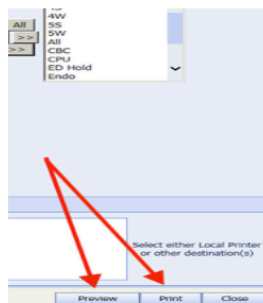 4W
All
5S
>>
5W
All
>>
CBC
CPU
ED Hold
Endo
Select either Local Printer
or other destination(s)
Preview
Print
Close